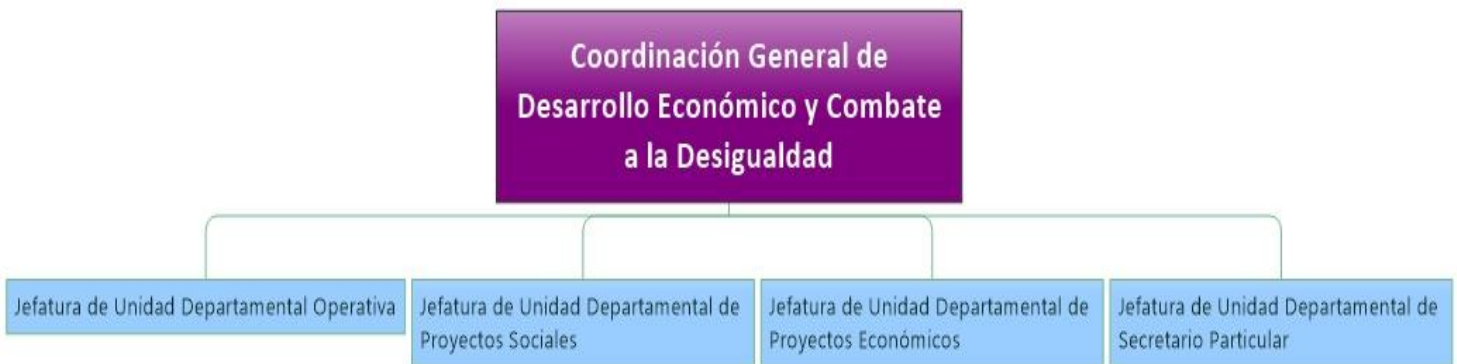 Coordinación General de
Desarrollo Económico y Combate
a la Desigualdad
Jefatura de Unidad Departamental Operativa
Jefatura de Unidad Departamental de
Proyectos Sociales
Jefatura de Unidad Departamental de
Proyectos Económicos
Jefatura de Unidad Departamental de
Secretario Particular